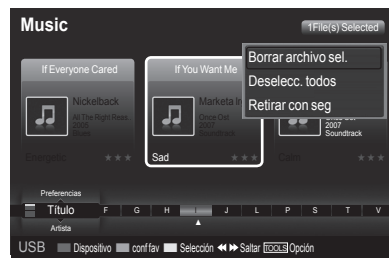 Music
1File(s) Selected
Borrar archivo sel.
Deselecc. todos
Retirar con seg
If Everyone Cared
If You Want Me
Nickelback
All The Right Reas..
2005
Marketa
Once Ost
2007
Soundtrack
2007
Soundtrack
Energetic
Sad
Calm
Preferencias
Título F G H I J L P S T V
Artista
USB Dispositivo conf fav Selección Saltar TOOLS Opción